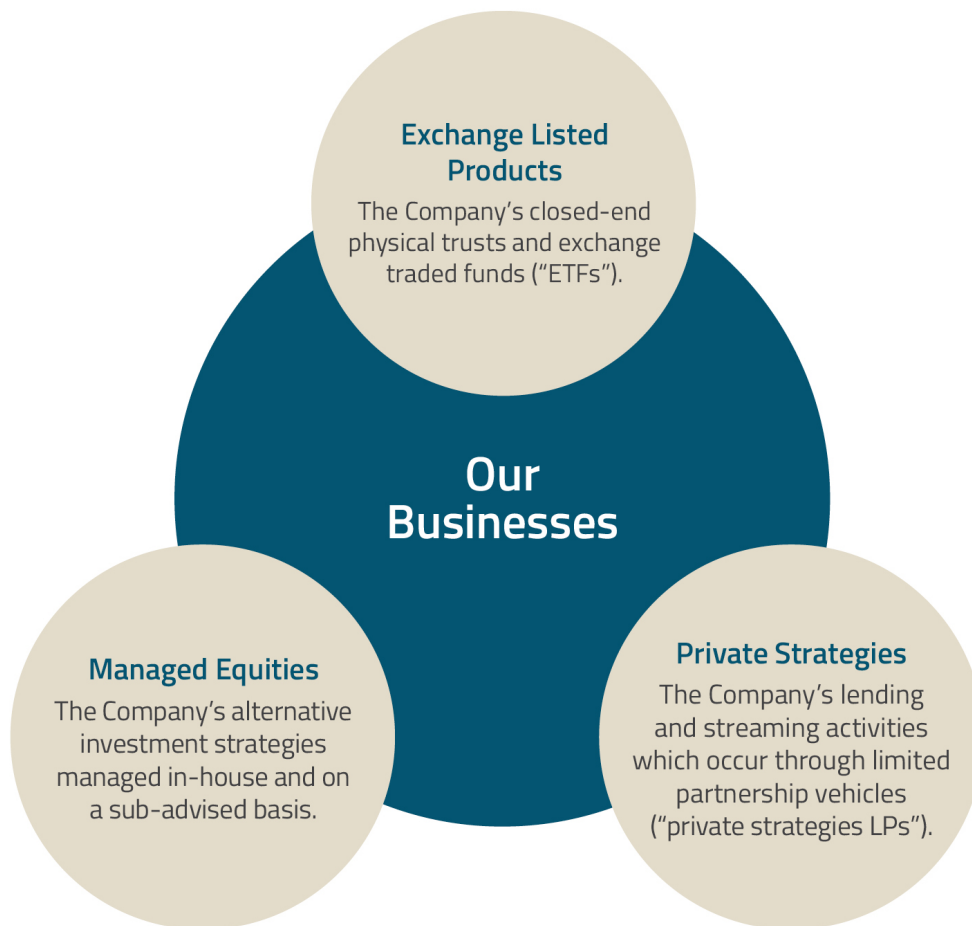 Exchange Listed
Products
The Company’s closed-end
physical trusts and exchange
traded funds (“ETFs”).
Our
Businesses
Managed Equities
The Company’s alternative
investment strategies
managed in-house and on
a sub-advised basis.
Private Strategies
The Company’s lending
and streaming activities
which occur through limited
partnership vehicles
(“private strategies LPs”).